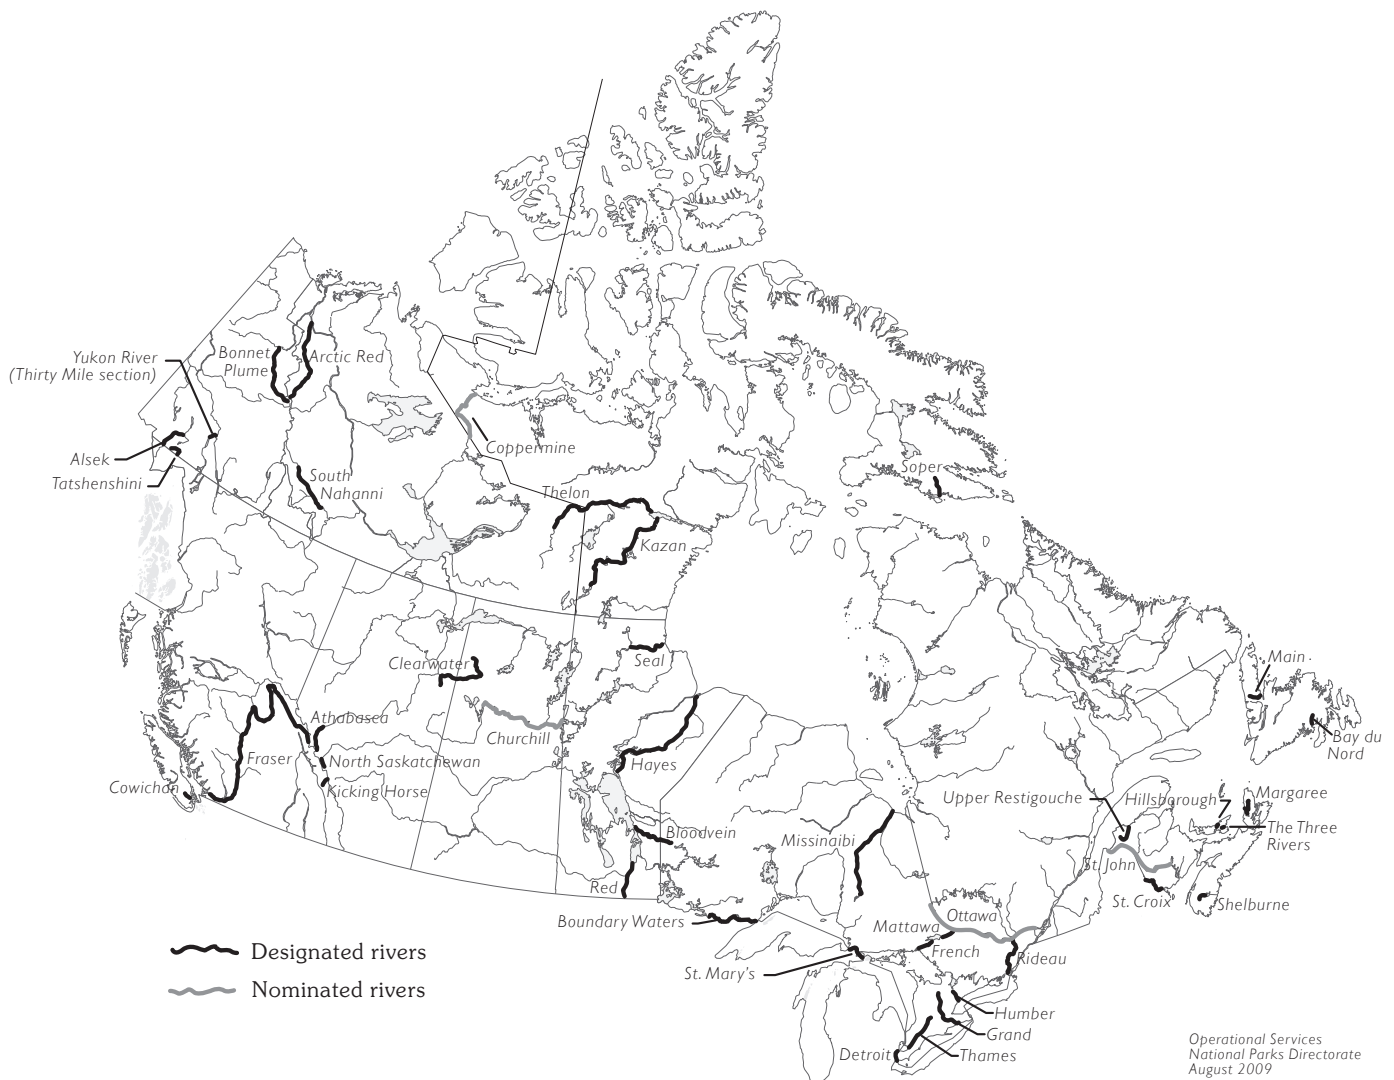 Bonnet
Plume
Arctic Red
Yukon River
(Thirty Mile section)
Coppermine
Alsek
Tatshenshini
South
Nahanni
Soper
Thelon
Kazan
Clearwater
Seal
Main
Athabasca
Churchill
Bay du
Nord
Fraser
North Saskatchewan
Hayes
Cowichan
Kicking Horse
Upper Restigouche
Hillsborough
Margaree
Bloodvein
Missinaibi
The Three
Rivers
St. John
Red
St. Croix
Shelburne
Boundary Waters
Mattawa
Ottawa
French
Rideau
St. Mary's
Designated rivers
Nominated rivers
Humber
Grand
Detroit
Thames
Operational Services
National Parks Directorate
August 2009